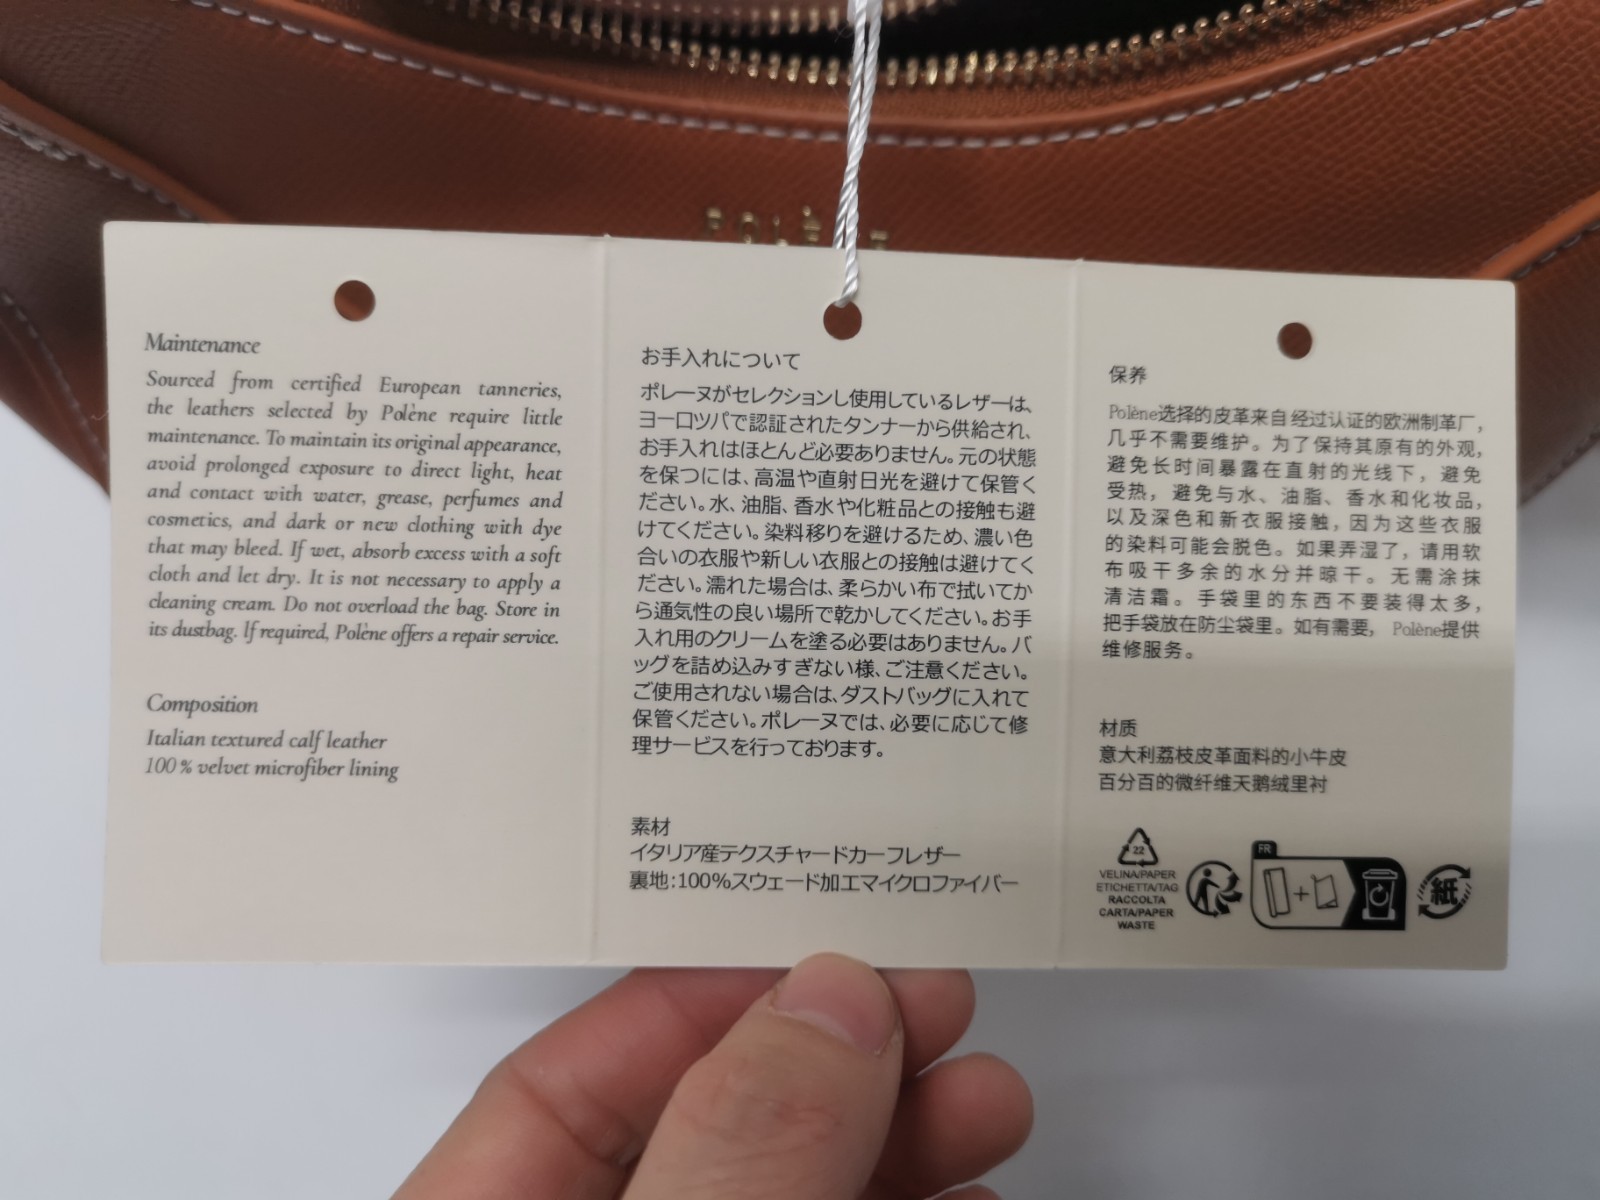 POLÈNE
Maintenance
Sourced from certified European tanneries,
the leathers selected by Polène require little
maintenance. To maintain its original appearance,
avoid prolonged exposure to direct light, heat
and contact with water, grease, perfumes and
cosmetics, and dark or new clothing with dye
that may bleed. If wet, absorb excess with a soft
cloth and let dry. It is not necessary to apply a
cleaning cream. Do not overload the bag. Store in
its dustbag. If required, Polène offers a repair service.
Composition
Italian textured calf leather
100 % velvet microfiber lining
お手入れについて
ポレーヌがセレクションし使用しているレザーは、
ヨーロツパで認証されたタンナーから供給され、
お手入れはほとんど必要ありません。元の状態
を保つには、高温や直射日光を避けて保管く
ださい。水、油脂、香水や化粧品との接触も避
けてください。染料移りを避けるため、濃い色
合いの衣服や新しい衣服との接触は避けてく
ださい。濡れた場合は、柔らかい布で拭いてか
ら通気性の良い場所で乾かしてください。お手
入れ用のクリームを塗る必要はありません。バ
ッグを詰め込みすぎない様、ご注意ください。
ご使用されない場合は、ダストバッグに入れて
保管ください。ポレーヌでは、必要に応じて修
理サービスを行っております。
素材
イタリア産テクスチャードカーフレザー
裏地：100%スウェード加工マイクロファイバー
保养
Polène选择的皮革来自经过认证的欧洲制革厂，
几乎不需要维护。为了保持其原有的外观，
避免长时间暴露在直射的光线下，避免
受热，避免与水、油脂、香水和化妆品，
以及深色和新衣服接触，因为这些衣服
的染料可能会脱色。如果弄湿了，请用软
布吸干多余的水分并晾干。无需涂抹
清洁霜。手袋里的东西不要装得太多，
把手袋放在防尘袋里。如有需要， Polène提供
维修服务。
材质
意大利荔枝皮革面料的小牛皮
百分百的微纤维天鹅绒里衬
22
VELINA/PAPER
ETICHETTA/TAG
RACCOLTA
CARTA/PAPER
WASTE
FR
+
紙